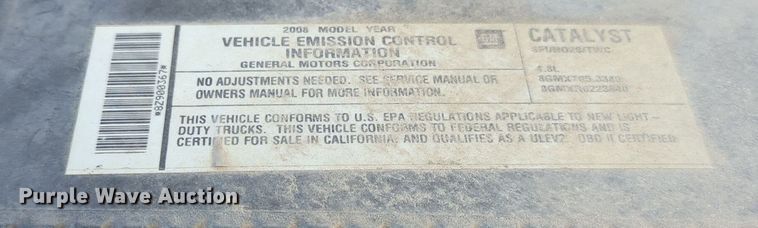 *8Z900367*
2008 MODEL YEAR
VEHICLE EMISSION CONTROL
INFORMATION
GENERAL MOTORS CORPORATION
GM
NO ADJUSTMENTS NEEDED. SEE SERVICE MANUAL OR
OWNERS MANUAL FOR MORE INFORMATION.
CATALYST
4.8L
THIS VEHICLE CONFORMS TO U.S. EPA REGULATIONS APPLICABLE TO NEW LIGHT-
DUTY TRUCKS. THIS VEHICLE CONFORMS TO FEDERAL REGULATIONS AND IS
CERTIFIED FOR SALE IN CALIFORNIA, AND QUALIFIES AS A ULEV2. OBD II CERTIFIED
Purple Wave Auction